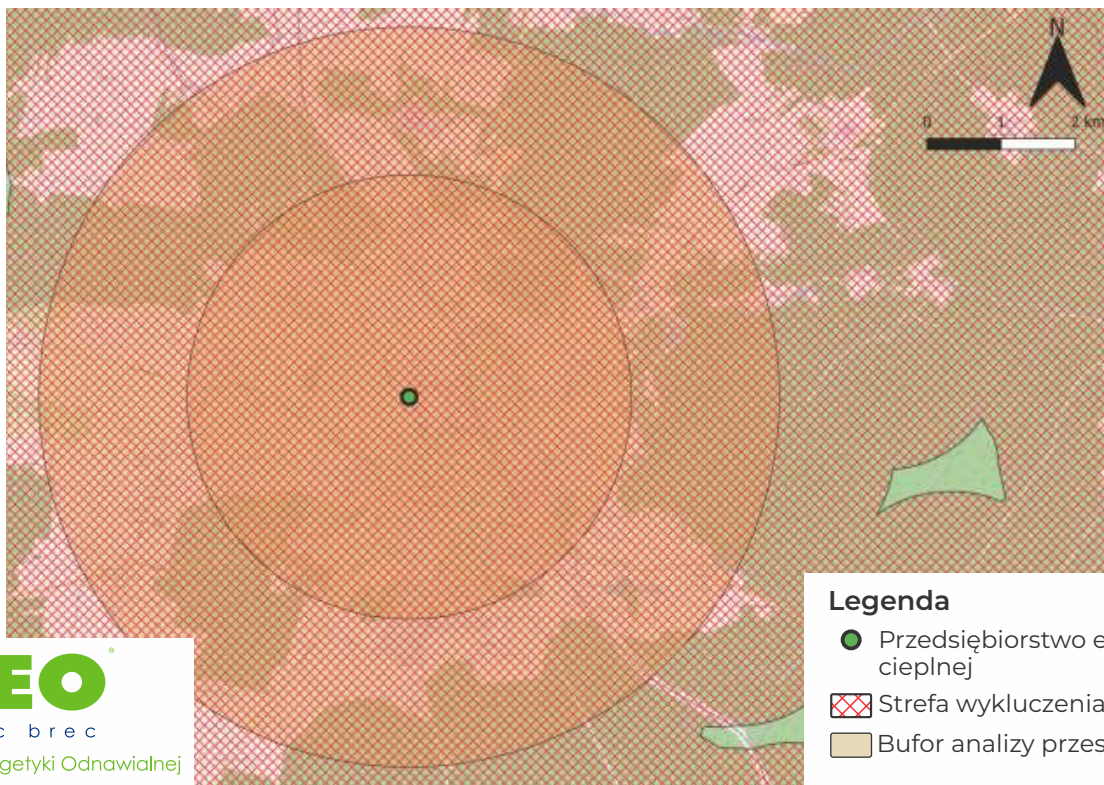 N
0 1 2 km
Legenda
Przedsiębiorstwo e
cieplnej
Strefa wykluczenia
Bufor analizy przes
EO®
c brec
getyki Odnawialnej